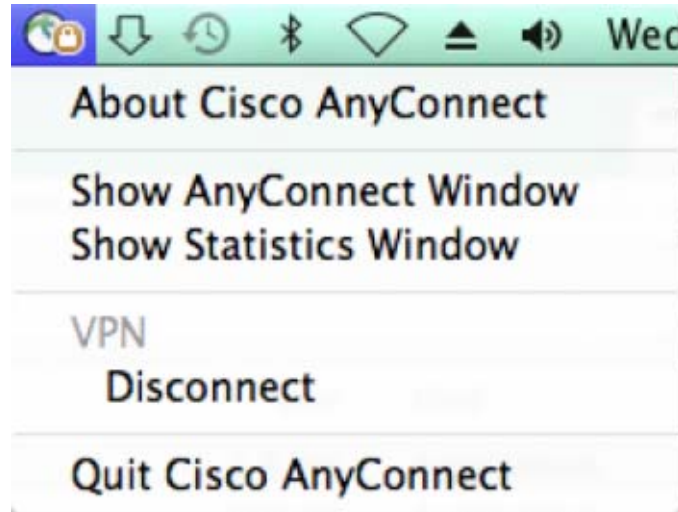 Wed
About Cisco AnyConnect
Show AnyConnect Window
Show Statistics Window
VPN
Disconnect
Quit Cisco AnyConnect